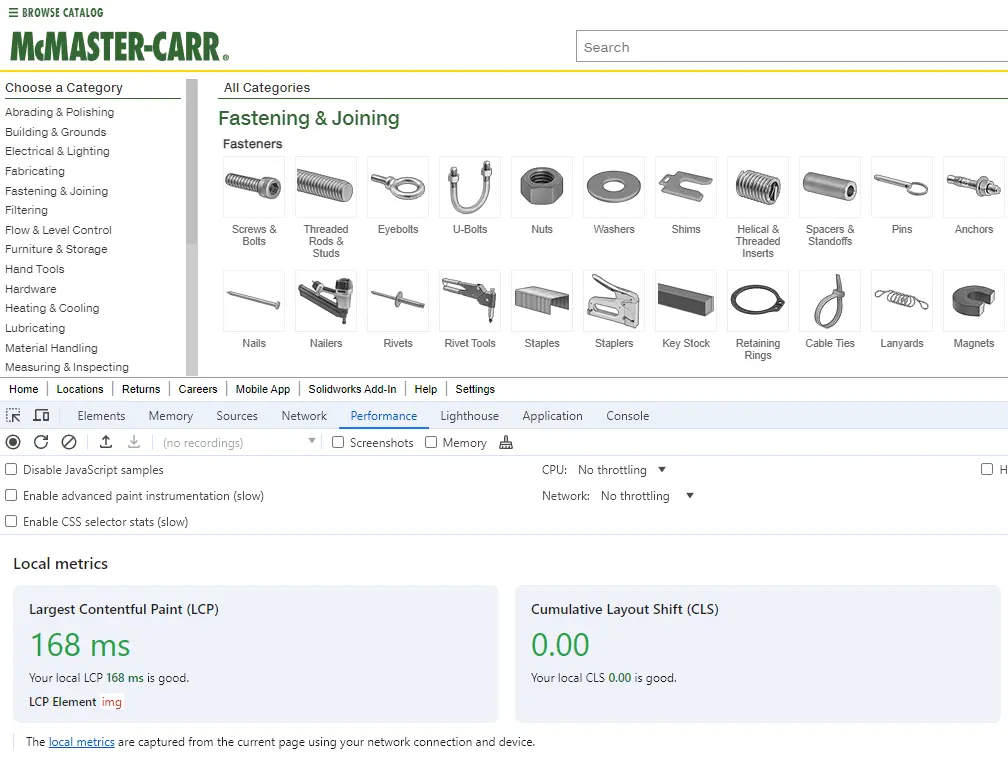 BROWSE CATALOG
McMASTER-CARR®
Search
Choose a Category
Abrading & Polishing
Building & Grounds
Electrical & Lighting
Fabricating
Fastening & Joining
Filtering
Flow & Level Control
Furniture & Storage
Hand Tools
Hardware
Heating & Cooling
Lubricating
Material Handling
Measuring & Inspecting
All Categories
Fastening & Joining
Fasteners
Screws &
Bolts
Threaded
Rods &
Studs
Eyebolts
U-Bolts
Nuts
Washers
Shims
Helical &
Threaded
Inserts
Spacers &
Standoffs
Pins
Anchors
Nails
Nailers
Rivets
Rivet Tools
Staples
Staplers
Key Stock
Retaining
Rings
Cable Ties
Lanyards
Magnets
Home Locations Returns Careers Mobile App Solidworks Add-In Help Settings
Elements Memory Sources Network Performance Lighthouse Application Console
(no recordings) Screenshots Memory
Disable JavaScript samples CPU: No throttling H
Enable advanced paint instrumentation (slow) Network: No throttling
Enable CSS selector stats (slow)
Local metrics
Largest Contentful Paint (LCP)
168 ms
Your local LCP 168 ms is good.
LCP Element img
Cumulative Layout Shift (CLS)
0.00
Your local CLS 0.00 is good.
The local metrics are captured from the current page using your network connection and device.